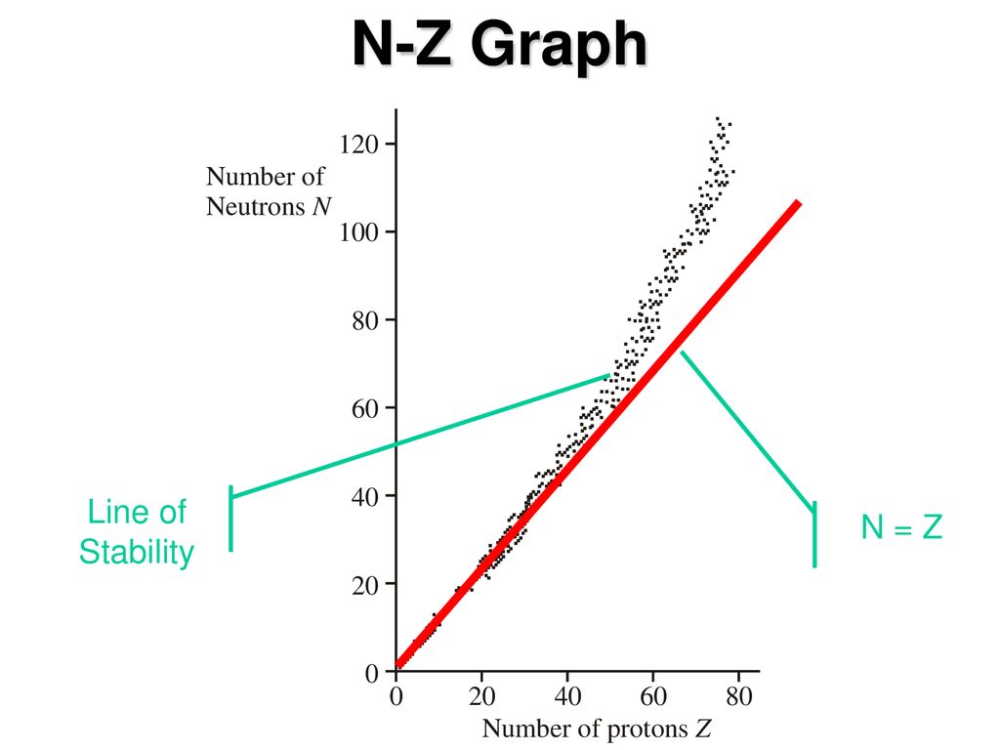 N-Z Graph
120
Number of
Neutrons N
100
80
60
40
20
0
Line of
Stability
N = Z
0 20 40 60 80
Number of protons Z